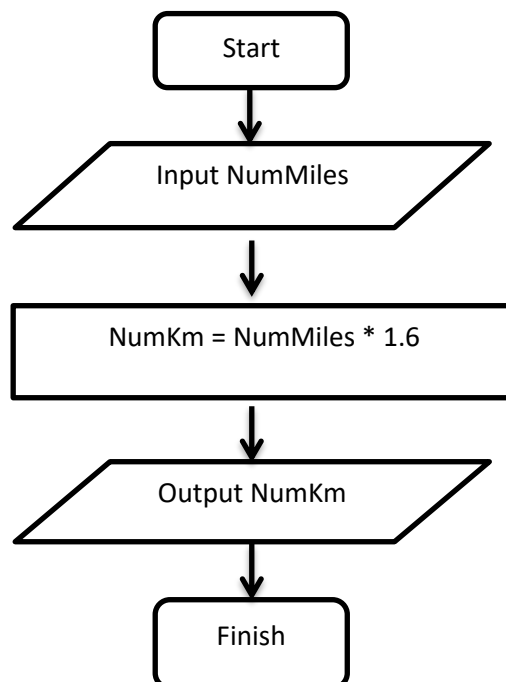 Start
Input NumMiles
NumKm = NumMiles * 1.6
Output NumKm
Finish